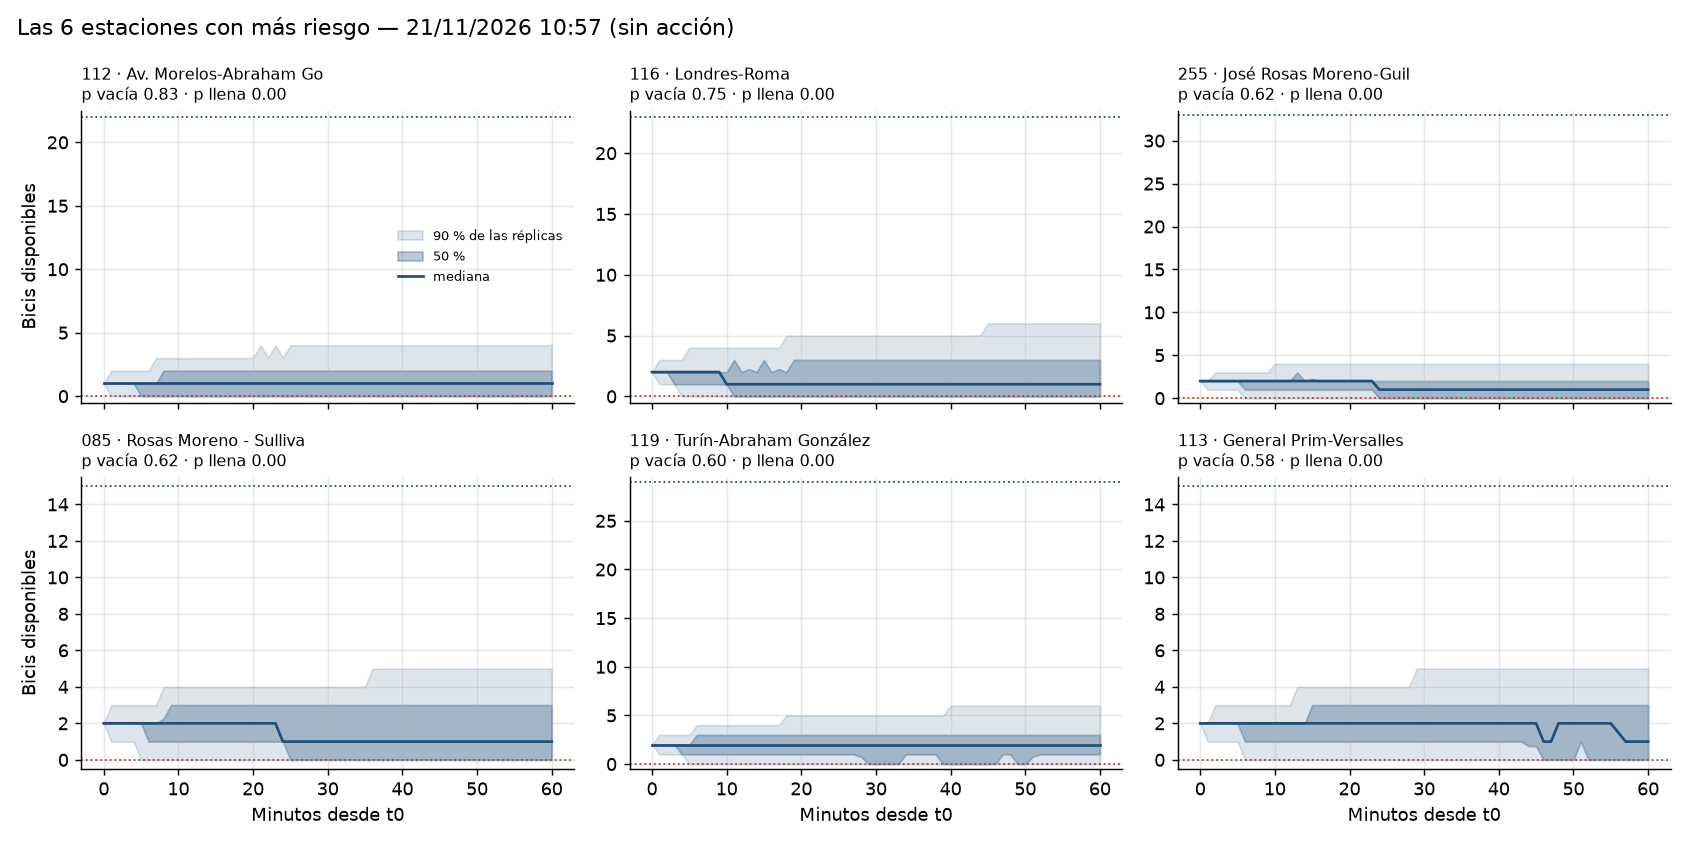 Las 6 estaciones con más riesgo — 21/11/2026 10:57 (sin acción)
112 · Av. Morelos-Abraham Go
p vacía 0.83 · p llena 0.00
Bicis disponibles
20
15
10
5
0
90 % de las réplicas
50 %
mediana
116 · Londres-Roma
p vacía 0.75 · p llena 0.00
20
15
10
5
0
255 · José Rosas Moreno-Guil
p vacía 0.62 · p llena 0.00
30
25
20
15
10
5
0
085 · Rosas Moreno - Sulliva
p vacía 0.62 · p llena 0.00
Bicis disponibles
14
12
10
8
6
4
2
0
0 10 20 30 40 50 60
Minutos desde t0
119 · Turín-Abraham González
p vacía 0.60 · p llena 0.00
25
20
15
10
5
0
0 10 20 30 40 50 60
Minutos desde t0
113 · General Prim-Versalles
p vacía 0.58 · p llena 0.00
14
12
10
8
6
4
2
0
0 10 20 30 40 50 60
Minutos desde t0